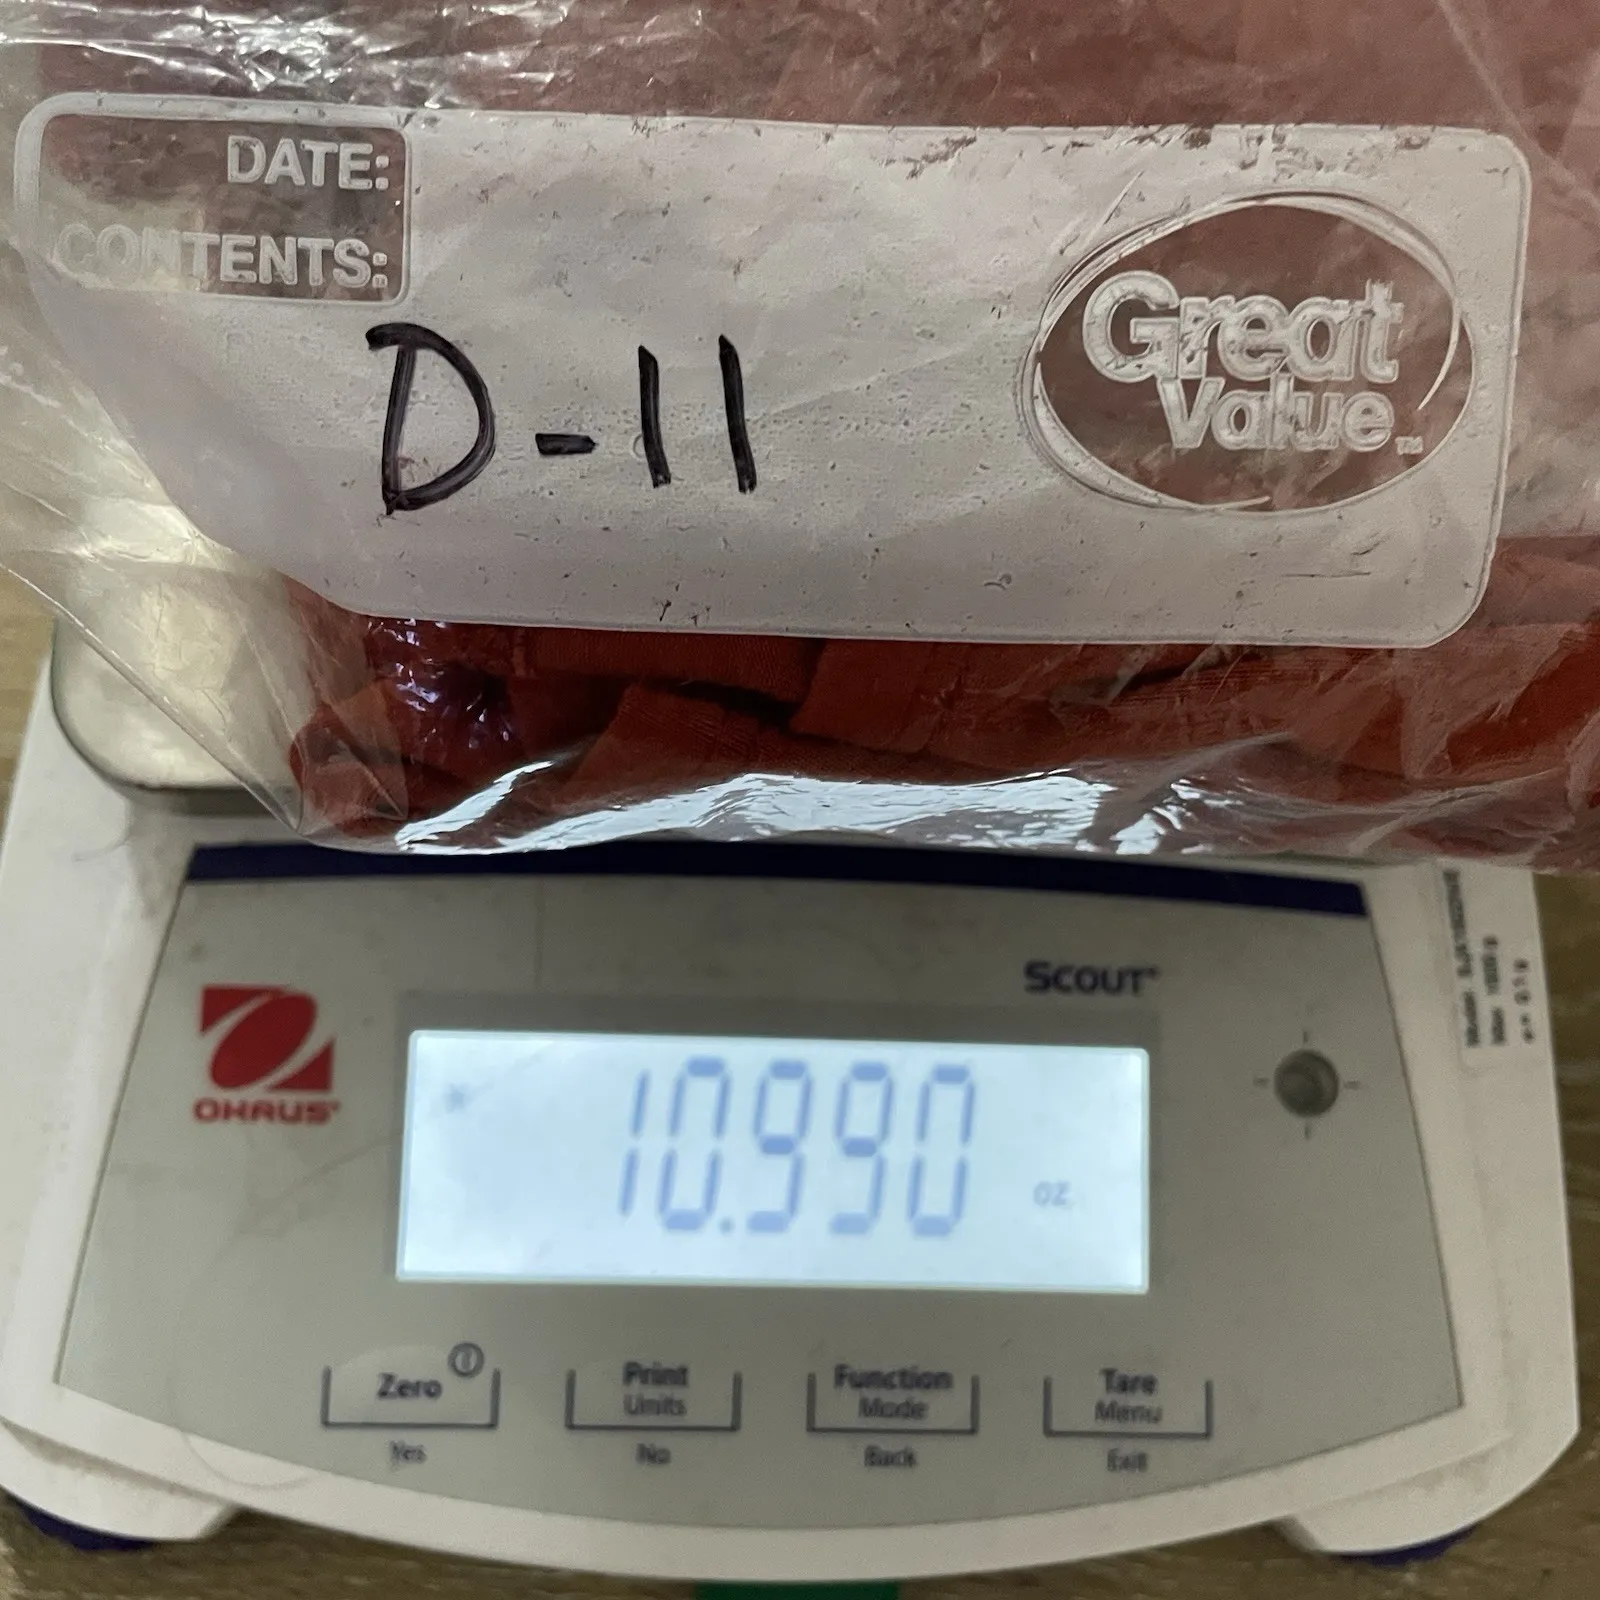 DATE:
CONTENTS:
Great
Value™
D-11
SCOUT®
OHAUS®
10.990 oz
Zero
Print
Units
Function
Mode
Tare
Menu
Yes
No
Back
Exit